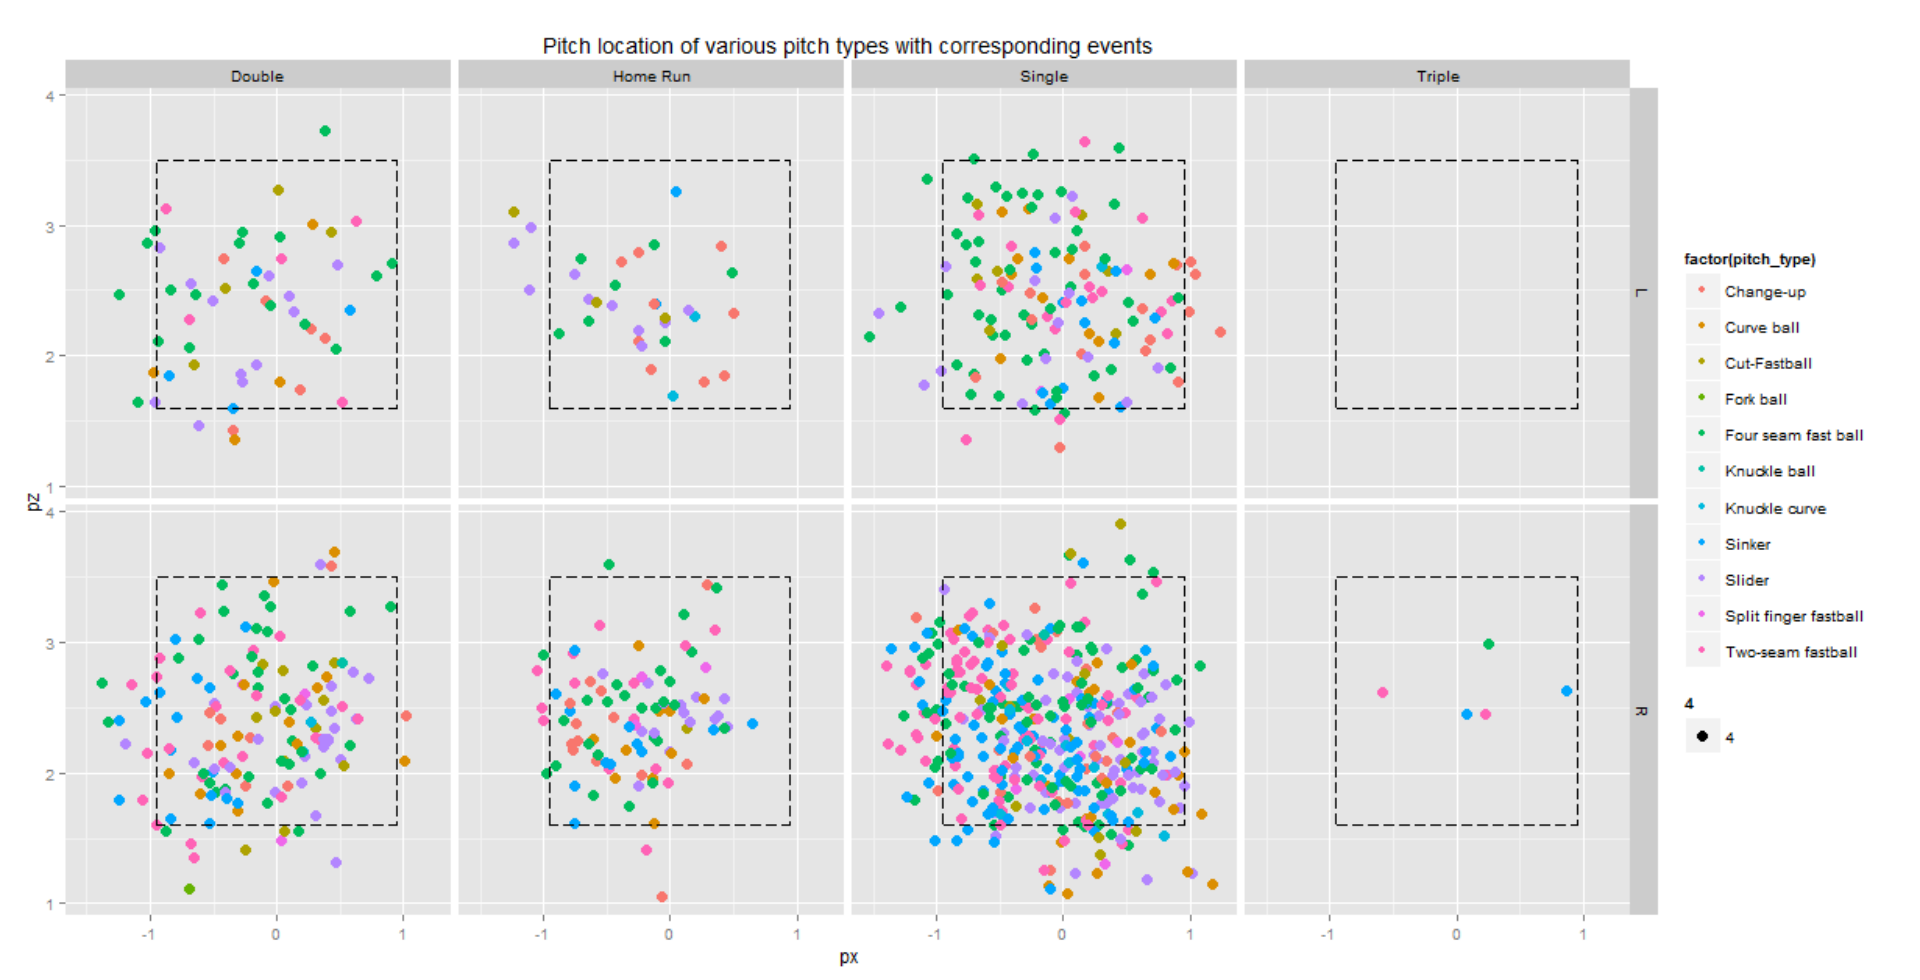 Pitch location of various pitch types with corresponding events
Double Home Run Single Triple
4
3
2
1
L
pz
4
3
2
1
R
-1 0 1 -1 0 1 -1 0 1 -1 0 1
px
factor(pitch_type)
Change-up
Curve ball
Cut-Fastball
Fork ball
Four seam fast ball
Knuckle ball
Knuckle curve
Sinker
Slider
Split finger fastball
Two-seam fastball
4
4